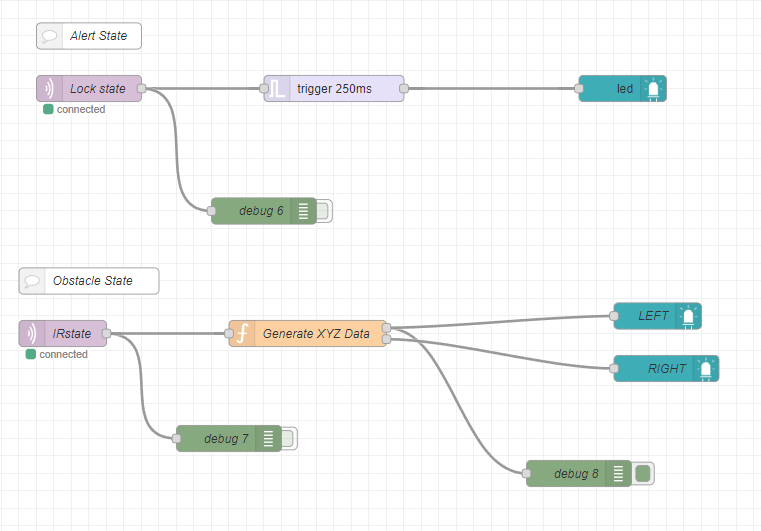 Alert State
Lock state
trigger 250ms
led
connected
debug 6
Obstacle State
IRstate
Generate XYZ Data
LEFT
RIGHT
connected
debug 7
debug 8